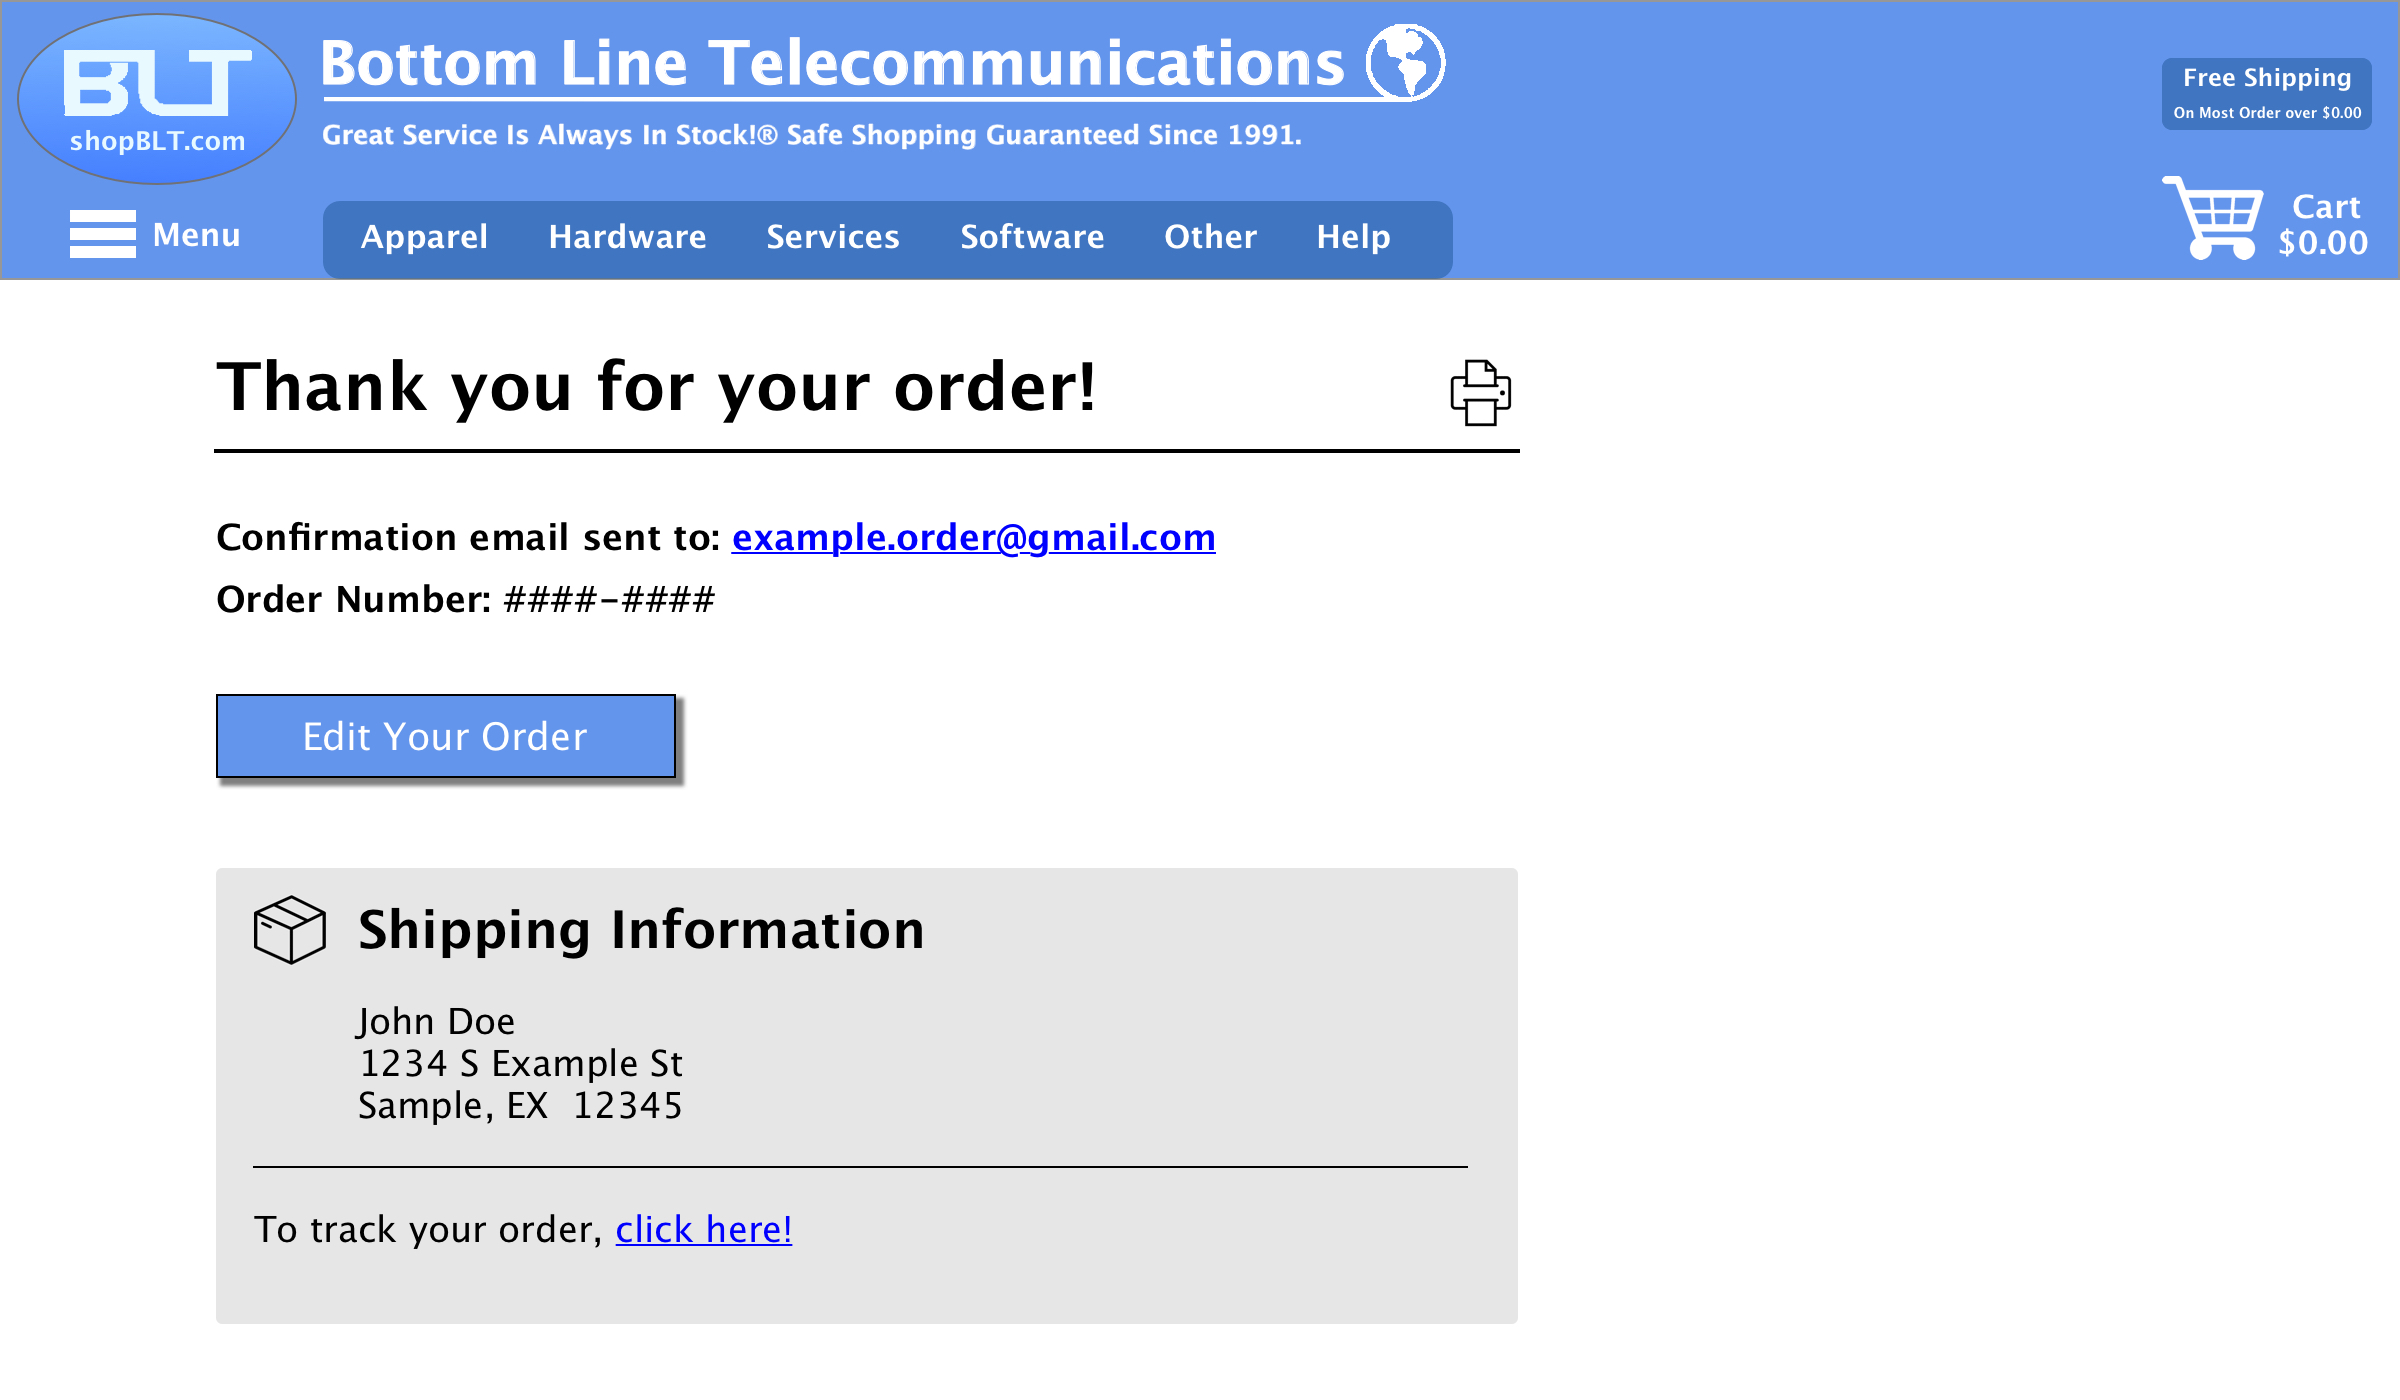 BLT
shopBLT.com
Bottom Line Telecommunications
Great Service Is Always In Stock!® Safe Shopping Guaranteed Since 1991.
Free Shipping
On Most Order over $0.00
Menu
Apparel Hardware Services Software Other Help
Cart
$0.00
Thank you for your order!
Confirmation email sent to: example.order@gmail.com
Order Number: ####-####
Edit Your Order
Shipping Information
John Doe
1234 S Example St
Sample, EX  12345
To track your order, click here!